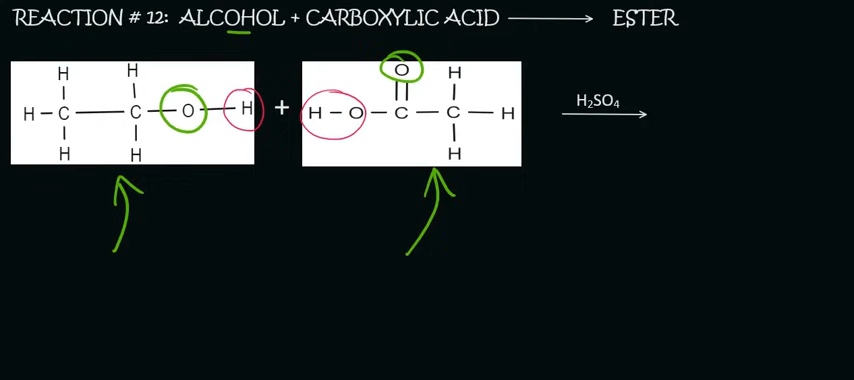 REACTION # 12: ALCOHOL + CARBOXYLIC ACID ⟶ ESTER
H H O H
H – C – C – O – H + H – O – C – C – H H₂SO₄ ⟶
H H H